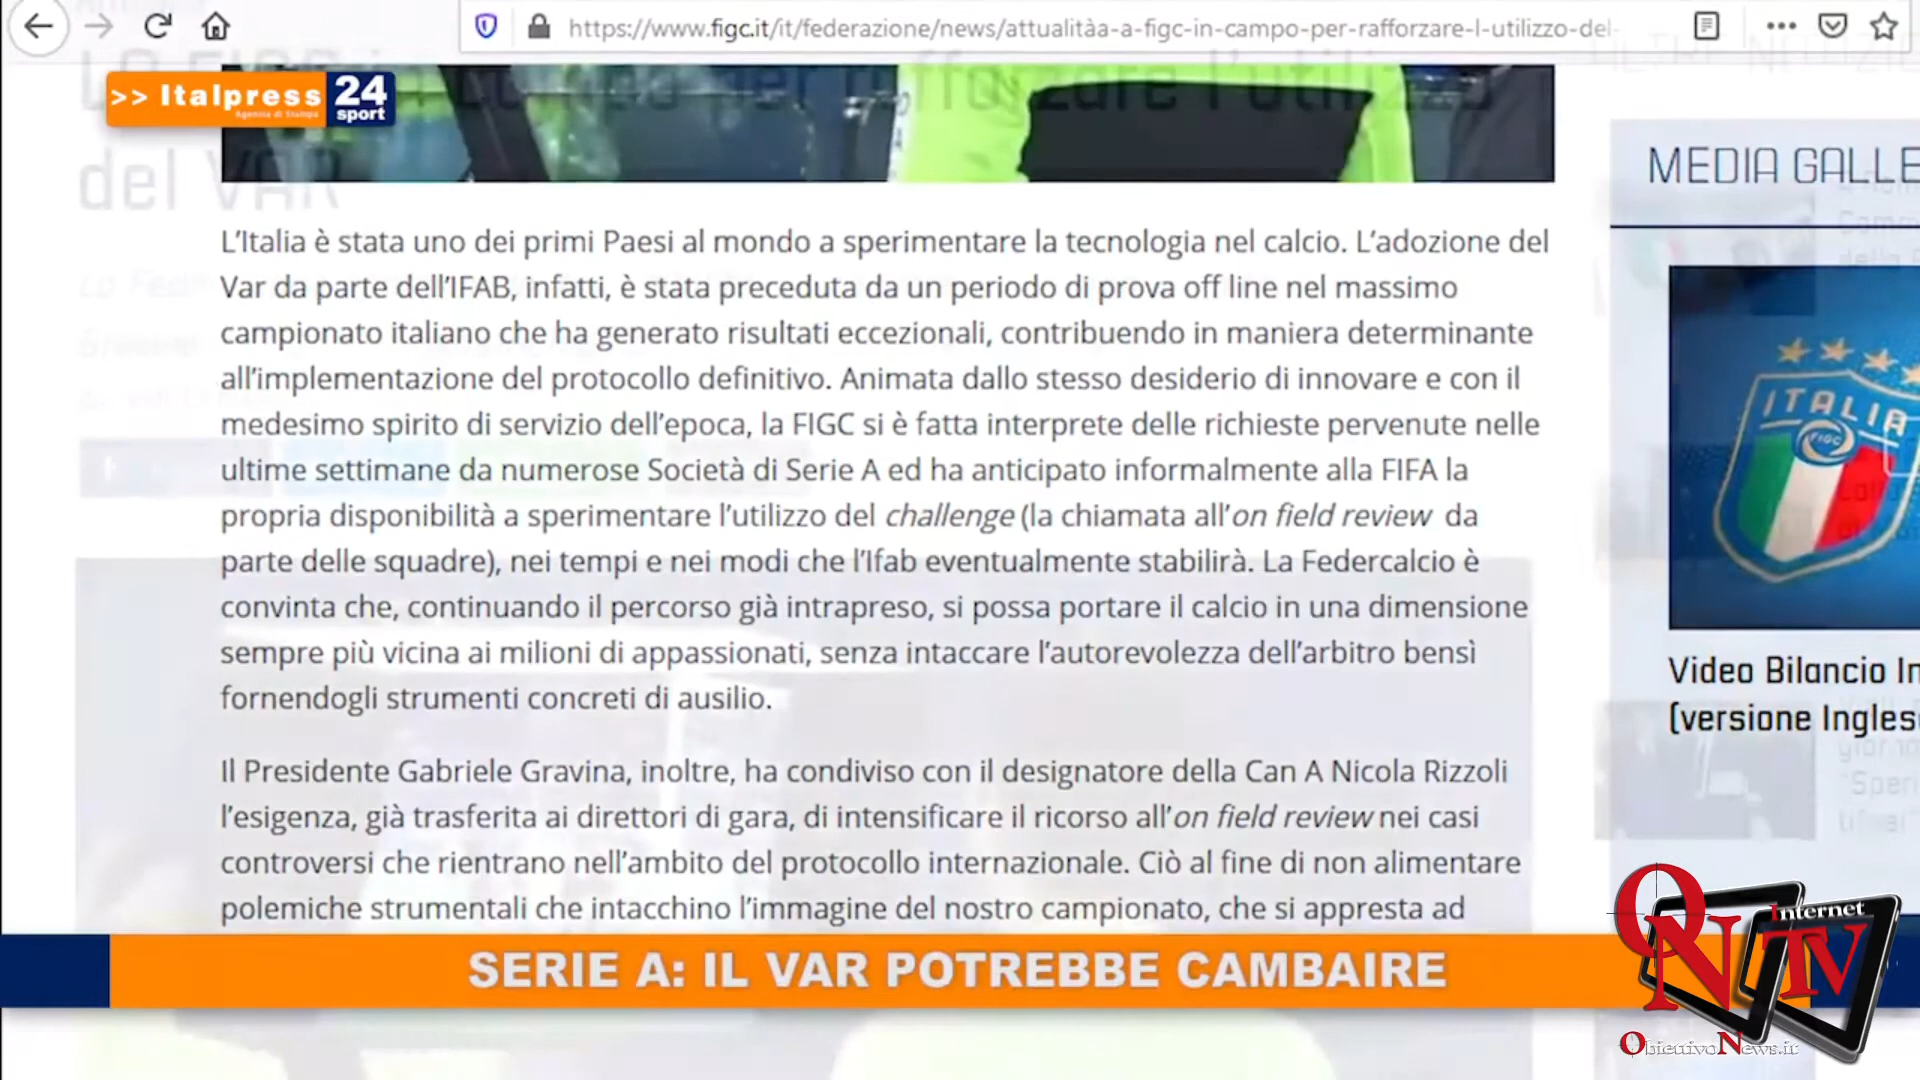 https://www.figc.it/it/federazione/news/attualitàa-a-figc-in-campo-per-rafforzare-l-utilizzo-del-
>> Italpress
Agenzia di Stampa
24
sport
del VAR
MEDIA GALLE
L'Italia è stata uno dei primi Paesi al mondo a sperimentare la tecnologia nel calcio. L'adozione del
Var da parte dell'IFAB, infatti, è stata preceduta da un periodo di prova off line nel massimo
campionato italiano che ha generato risultati eccezionali, contribuendo in maniera determinante
all'implementazione del protocollo definitivo. Animata dallo stesso desiderio di innovare e con il
medesimo spirito di servizio dell'epoca, la FIGC si è fatta interprete delle richieste pervenute nelle
ultime settimane da numerose Società di Serie A ed ha anticipato informalmente alla FIFA la
propria disponibilità a sperimentare l'utilizzo del challenge (la chiamata all'on field review da
parte delle squadre), nei tempi e nei modi che l'Ifab eventualmente stabilirà. La Federcalcio è
convinta che, continuando il percorso già intrapreso, si possa portare il calcio in una dimensione
sempre più vicina ai milioni di appassionati, senza intaccare l'autorevolezza dell'arbitro bensì
fornendogli strumenti concreti di ausilio.
ITALIA
FIGC
Video Bilancio In
(versione Ingles
Il Presidente Gabriele Gravina, inoltre, ha condiviso con il designatore della Can A Nicola Rizzoli
l'esigenza, già trasferita ai direttori di gara, di intensificare il ricorso all'on field review nei casi
controversi che rientrano nell'ambito del protocollo internazionale. Ciò al fine di non alimentare
polemiche strumentali che intacchino l'immagine del nostro campionato, che si appresta ad
SERIE A: IL VAR POTREBBE CAMBAIRE
ON
Internet
TV
ObiettivoNews.it